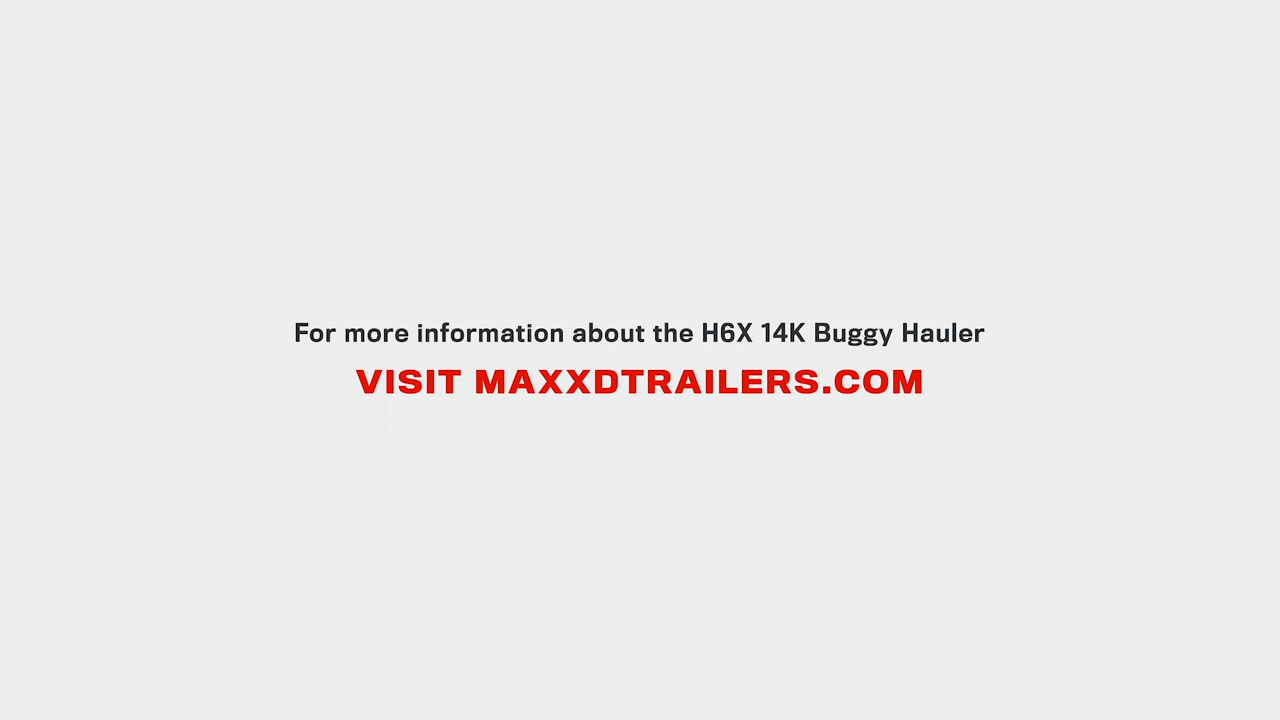 For more information about the H6X 14K Buggy Hauler
VISIT MAXXDTRAILERS.COM